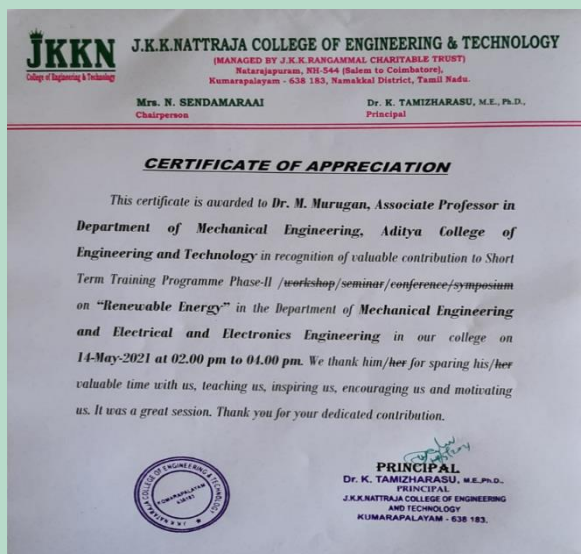 JKKN
College of Engineering & Technology
J.K.K.NATTRAJA COLLEGE OF ENGINEERING & TECHNOLOGY
(MANAGED BY J.K.K.RANGAMMAL CHARITABLE TRUST)
Natarajapuram, NH-544 (Salem to Coimbatore),
Kumarapalayam - 638 183, Namakkal District, Tamil Nadu.
Mrs. N. SENDAMARAAI
Chairperson
Dr. K. TAMIZHARASU, M.E., Ph.D.,
Principal
CERTIFICATE OF APPRECIATION
This certificate is awarded to Dr. M. Murugan, Associate Professor in
Department of Mechanical Engineering, Aditya College of
Engineering and Technology in recognition of valuable contribution to Short
Term Training Programme Phase-II /workshop/seminar/conference/symposium
on “Renewable Energy” in the Department of Mechanical Engineering
and Electrical and Electronics Engineering in our college on
14-May-2021 at 02.00 pm to 04.00 pm. We thank him/her for sparing his/her
valuable time with us, teaching us, inspiring us, encouraging us and motivating
us. It was a great session. Thank you for your dedicated contribution.
J.K.K NATTRAJA COLLEGE OF ENGINEERING & TECHNOLOGY
KUMARAPALAYAM
638183
PRINCIPAL
Dr. K. TAMIZHARASU, M.E.,Ph.D.,
PRINCIPAL
J.K.K.NATTRAJA COLLEGE OF ENGINEERING
AND TECHNOLOGY
KUMARAPALAYAM - 638 183.